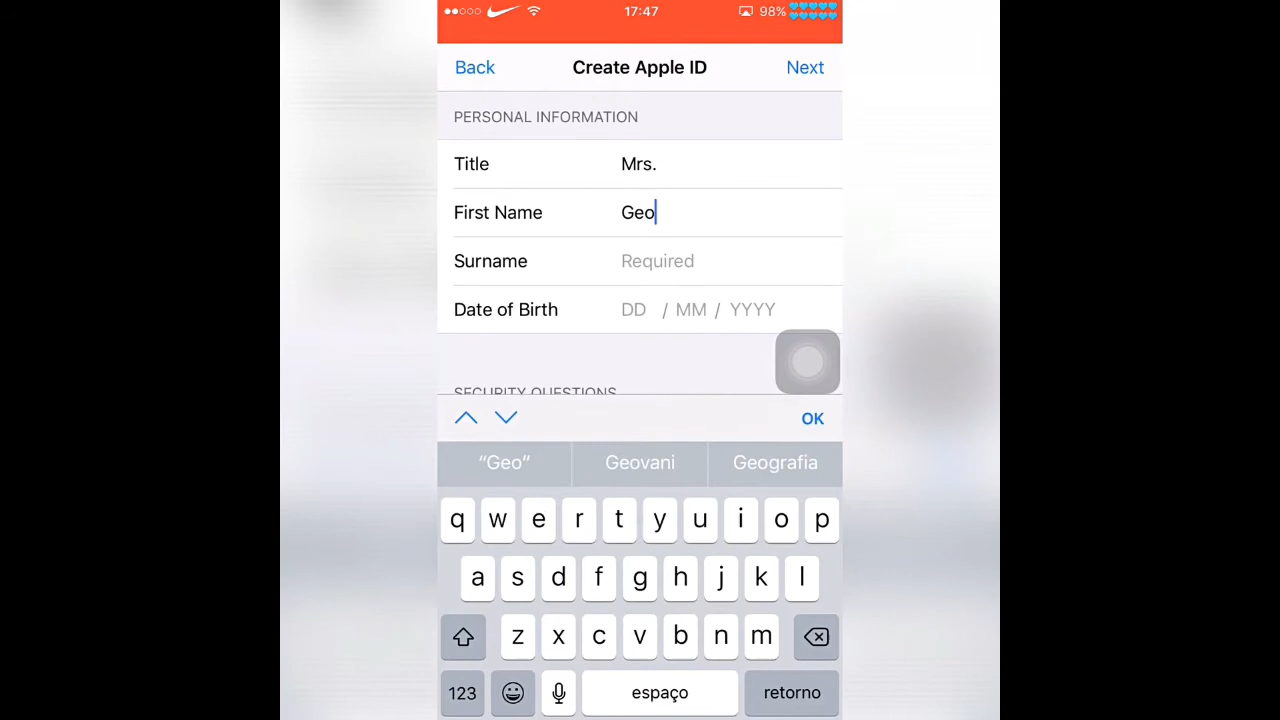 17:47 98%
Back Create Apple ID Next
PERSONAL INFORMATION
Title Mrs.
First Name Geo
Surname Required
Date of Birth DD / MM / YYYY
SECURITY QUESTIONS
OK
“Geo“ Geovani Geografia
q w e r t y u i o p
a s d f g h j k l
z x c v b n m
123 espaço retorno